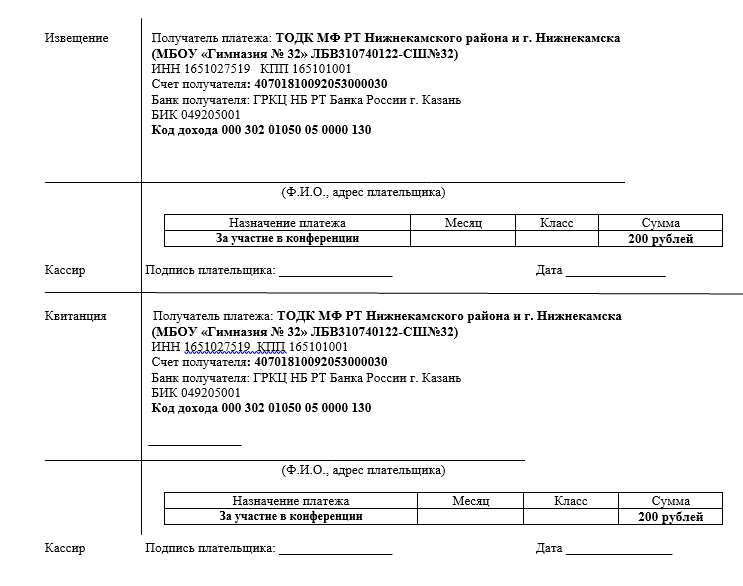 Извещение
Получатель платежа: ТОДК МФ РТ Нижнекамского района и г. Нижнекамска
(МБОУ «Гимназия № 32» ЛБВ310740122-СШ№32)
ИНН 1651027519 КПП 165101001
Счет получателя: 40701810092053000030
Банк получателя: ГРКЦ НБ РТ Банка России г. Казань
БИК 049205001
Код дохода 000 302 01050 05 0000 130
(Ф.И.О., адрес плательщика)
Назначение платежа Месяц Класс Сумма
За участие в конференции 200 рублей
Кассир Подпись плательщика: __________________ Дата ________________
Квитанция Получатель платежа: ТОДК МФ РТ Нижнекамского района и г. Нижнекамска
(МБОУ «Гимназия № 32» ЛБВ310740122-СШ№32)
ИНН 1651027519 КПП 165101001
Счет получателя: 40701810092053000030
Банк получателя: ГРКЦ НБ РТ Банка России г. Казань
БИК 049205001
Код дохода 000 302 01050 05 0000 130
(Ф.И.О., адрес плательщика)
Назначение платежа Месяц Класс Сумма
За участие в конференции 200 рублей
Кассир Подпись плательщика: __________________ Дата _________________